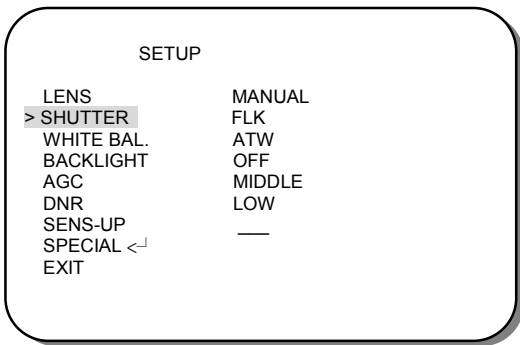 SETUP
LENS MANUAL
> SHUTTER FLK
WHITE BAL. ATW
BACKLIGHT OFF
AGC MIDDLE
DNR LOW
SENS-UP ___
SPECIAL <┘
EXIT